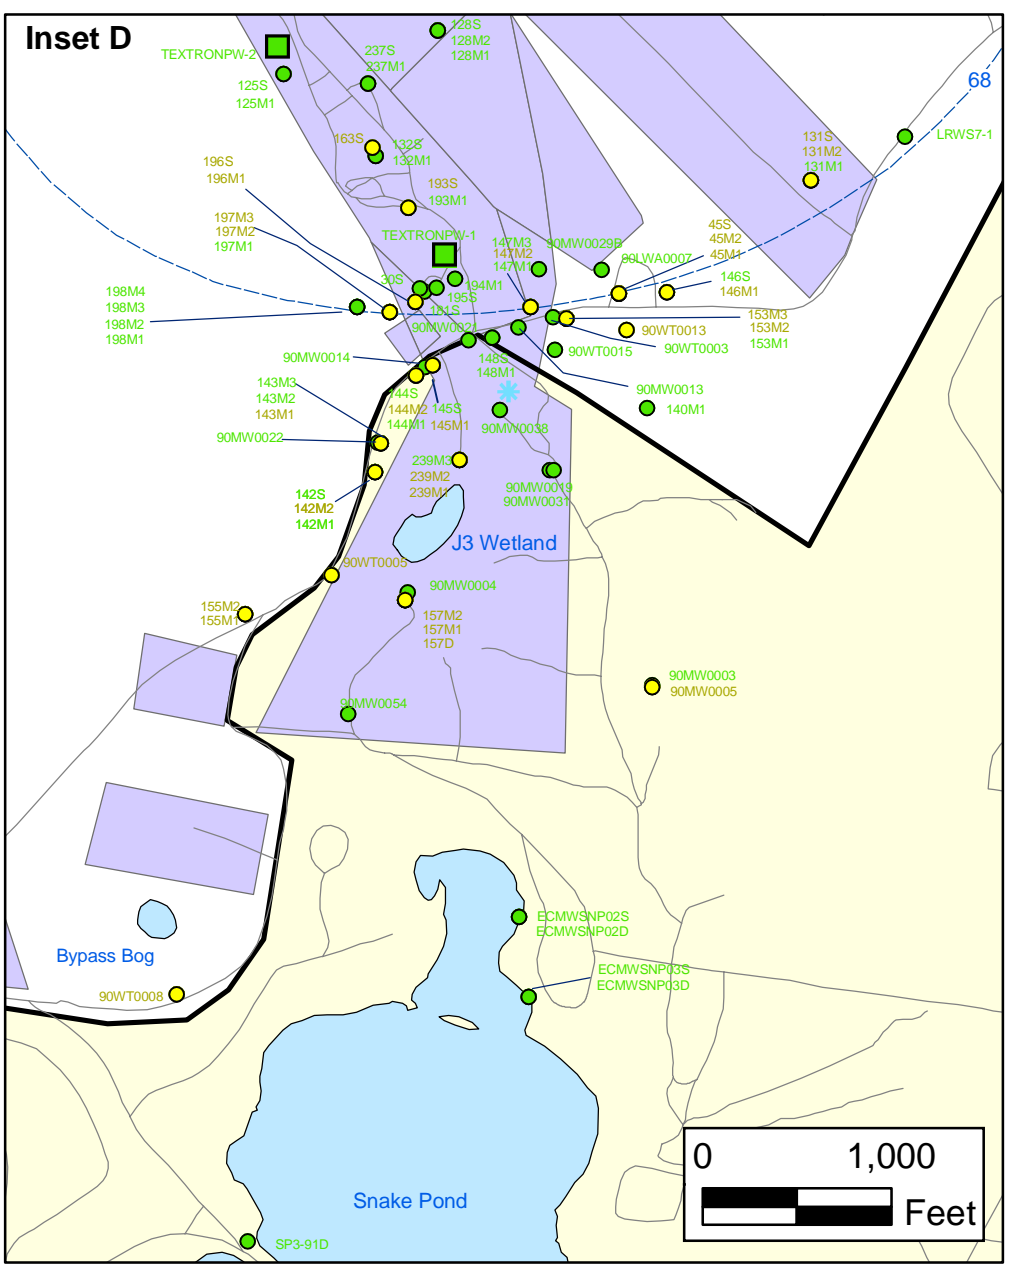 Inset D
TEXTRONPW-2
125S
125M1
237S
237M1
128S
128M2
128M1
68
LRWS7-1
131S
131M2
131M1
163S
132S
132M1
196S
196M1
193S
193M1
197M3
197M2
197M1
TEXTRONPW-1
147M3
147M2
147M1
90MW0029B
90LWA0007
45S
45M2
45M1
146S
146M1
198M4
198M3
198M2
198M1
30S
194M1
195S
181S
90MW0021
153M3
153M2
153M1
90WT0013
90WT0003
90WT0015
90MW0014
148S
148M1
90MW0013
140M1
143M3
143M2
143M1
144S
144M2
144M1
145S
145M1
90MW0038
90MW0022
239M3
239M2
239M1
90MW0019
90MW0031
142S
142M2
142M1
J3 Wetland
90WT0005
90MW0004
155M2
155M1
157M2
157M1
157D
90MW0003
90MW0005
90MW0054
ECMWSNP02S
ECMWSNP02D
Bypass Bog
ECMWSNP03S
ECMWSNP03D
90WT0008
Snake Pond
SP3-91D
0 1,000
Feet